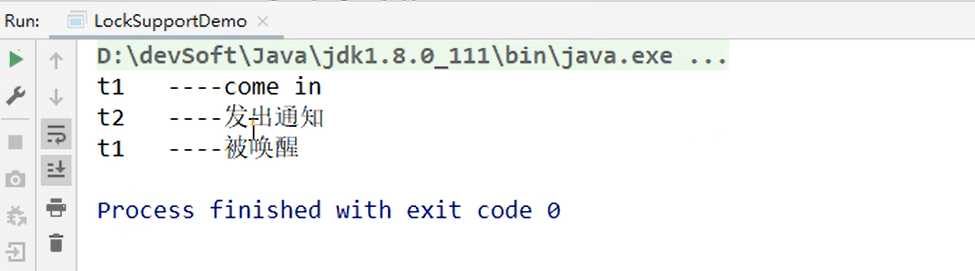 Run: LockSupportDemo
D:\devSoft\Java\jdk1.8.0_111\bin\java.exe ...
t1 ----come in
t2 ----发出通知
t1 ----被唤醒
Process finished with exit code 0